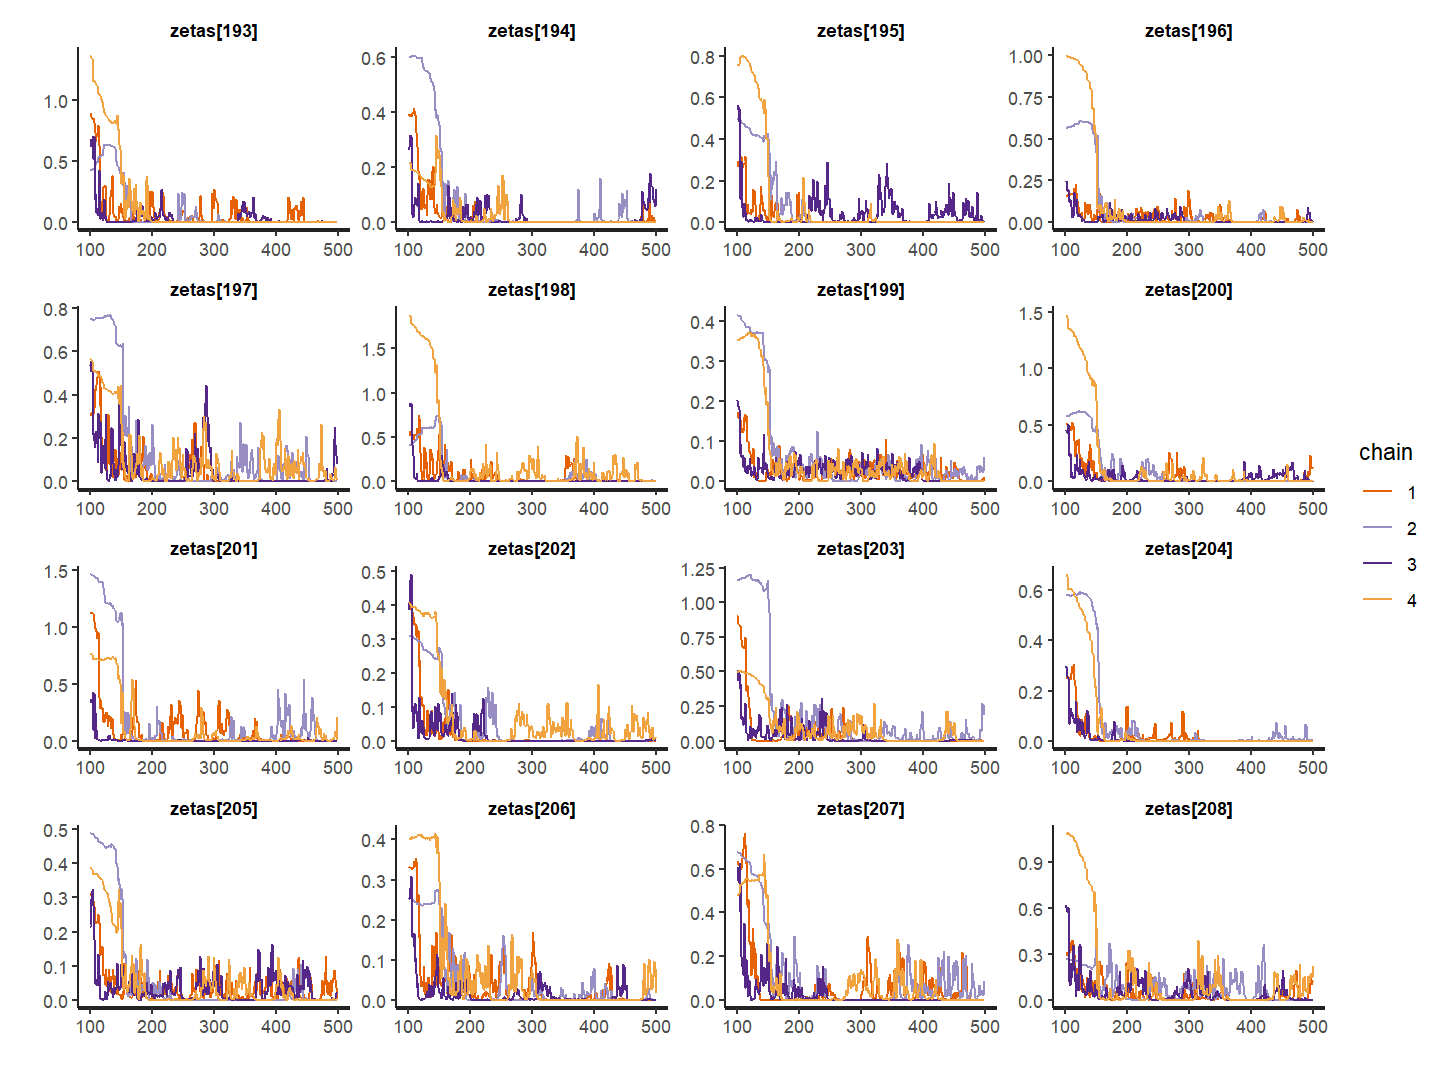 zetas[193] zetas[194] zetas[195] zetas[196]
1.0 0.5 0.0
0.6 0.4 0.2 0.0
0.8 0.6 0.4 0.2 0.0
1.00 0.75 0.50 0.25 0.00
100 200 300 400 500 100 200 300 400 500 100 200 300 400 500 100 200 300 400 500
zetas[197] zetas[198] zetas[199] zetas[200]
0.8 0.6 0.4 0.2 0.0
1.5 1.0 0.5 0.0
0.4 0.3 0.2 0.1 0.0
1.5 1.0 0.5 0.0
100 200 300 400 500 100 200 300 400 500 100 200 300 400 500 100 200 300 400 500
zetas[201] zetas[202] zetas[203] zetas[204]
1.5 1.0 0.5 0.0
0.5 0.4 0.3 0.2 0.1 0.0
1.25 1.00 0.75 0.50 0.25 0.00
0.6 0.4 0.2 0.0
100 200 300 400 500 100 200 300 400 500 100 200 300 400 500 100 200 300 400 500
zetas[205] zetas[206] zetas[207] zetas[208]
0.5 0.4 0.3 0.2 0.1 0.0
0.4 0.3 0.2 0.1 0.0
0.8 0.6 0.4 0.2 0.0
0.9 0.6 0.3 0.0
100 200 300 400 500 100 200 300 400 500 100 200 300 400 500 100 200 300 400 500
chain
1
2
3
4